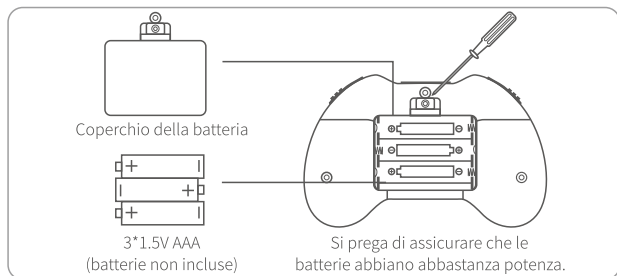 Coperchio della batteria
3*1.5V AAA
(batterie non incluse)
Si prega di assicurare che le
batterie abbiano abbastanza potenza.